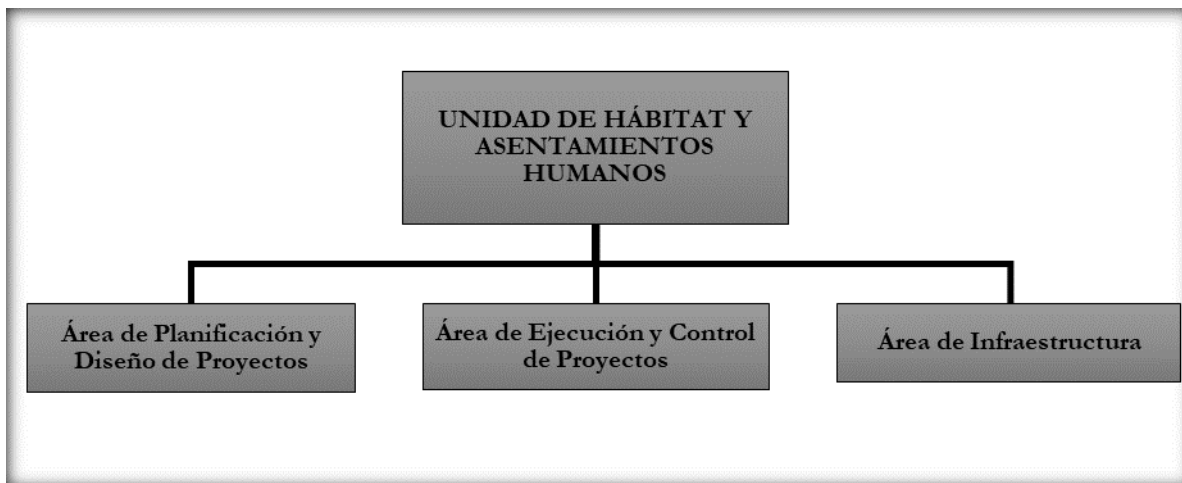 UNIDAD DE HÁBITAT Y
ASENTAMIENTOS
HUMANOS
Área de Planificación y
Diseño de Proyectos
Área de Ejecución y Control
de Proyectos
Área de Infraestructura